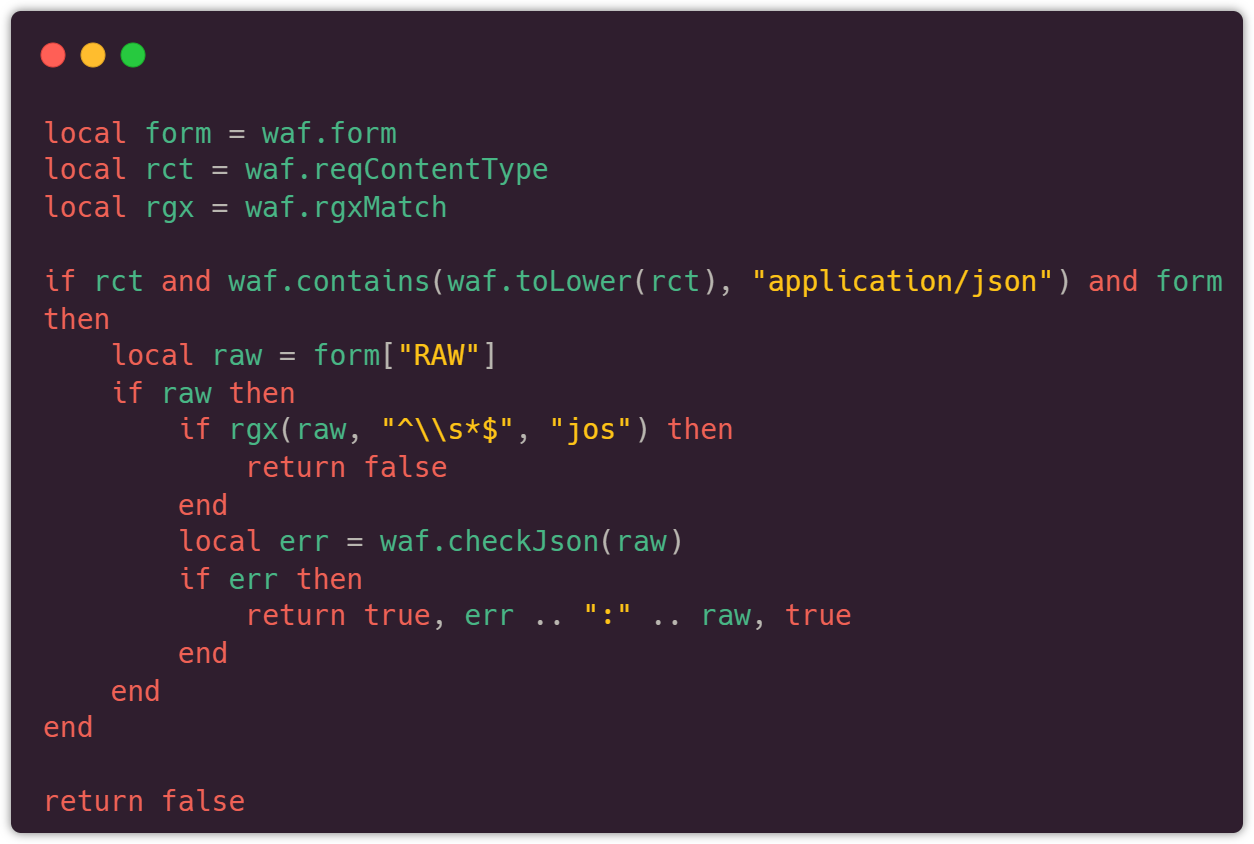 local form = waf.form
local rct = waf.reqContentType
local rgx = waf.rgxMatch

if rct and waf.contains(waf.toLower(rct), "application/json") and form
then
    local raw = form["RAW"]
    if raw then
        if rgx(raw, "^\\s*$", "jos") then
            return false
        end
        local err = waf.checkJson(raw)
        if err then
            return true, err .. ":" .. raw, true
        end
    end
end

return false